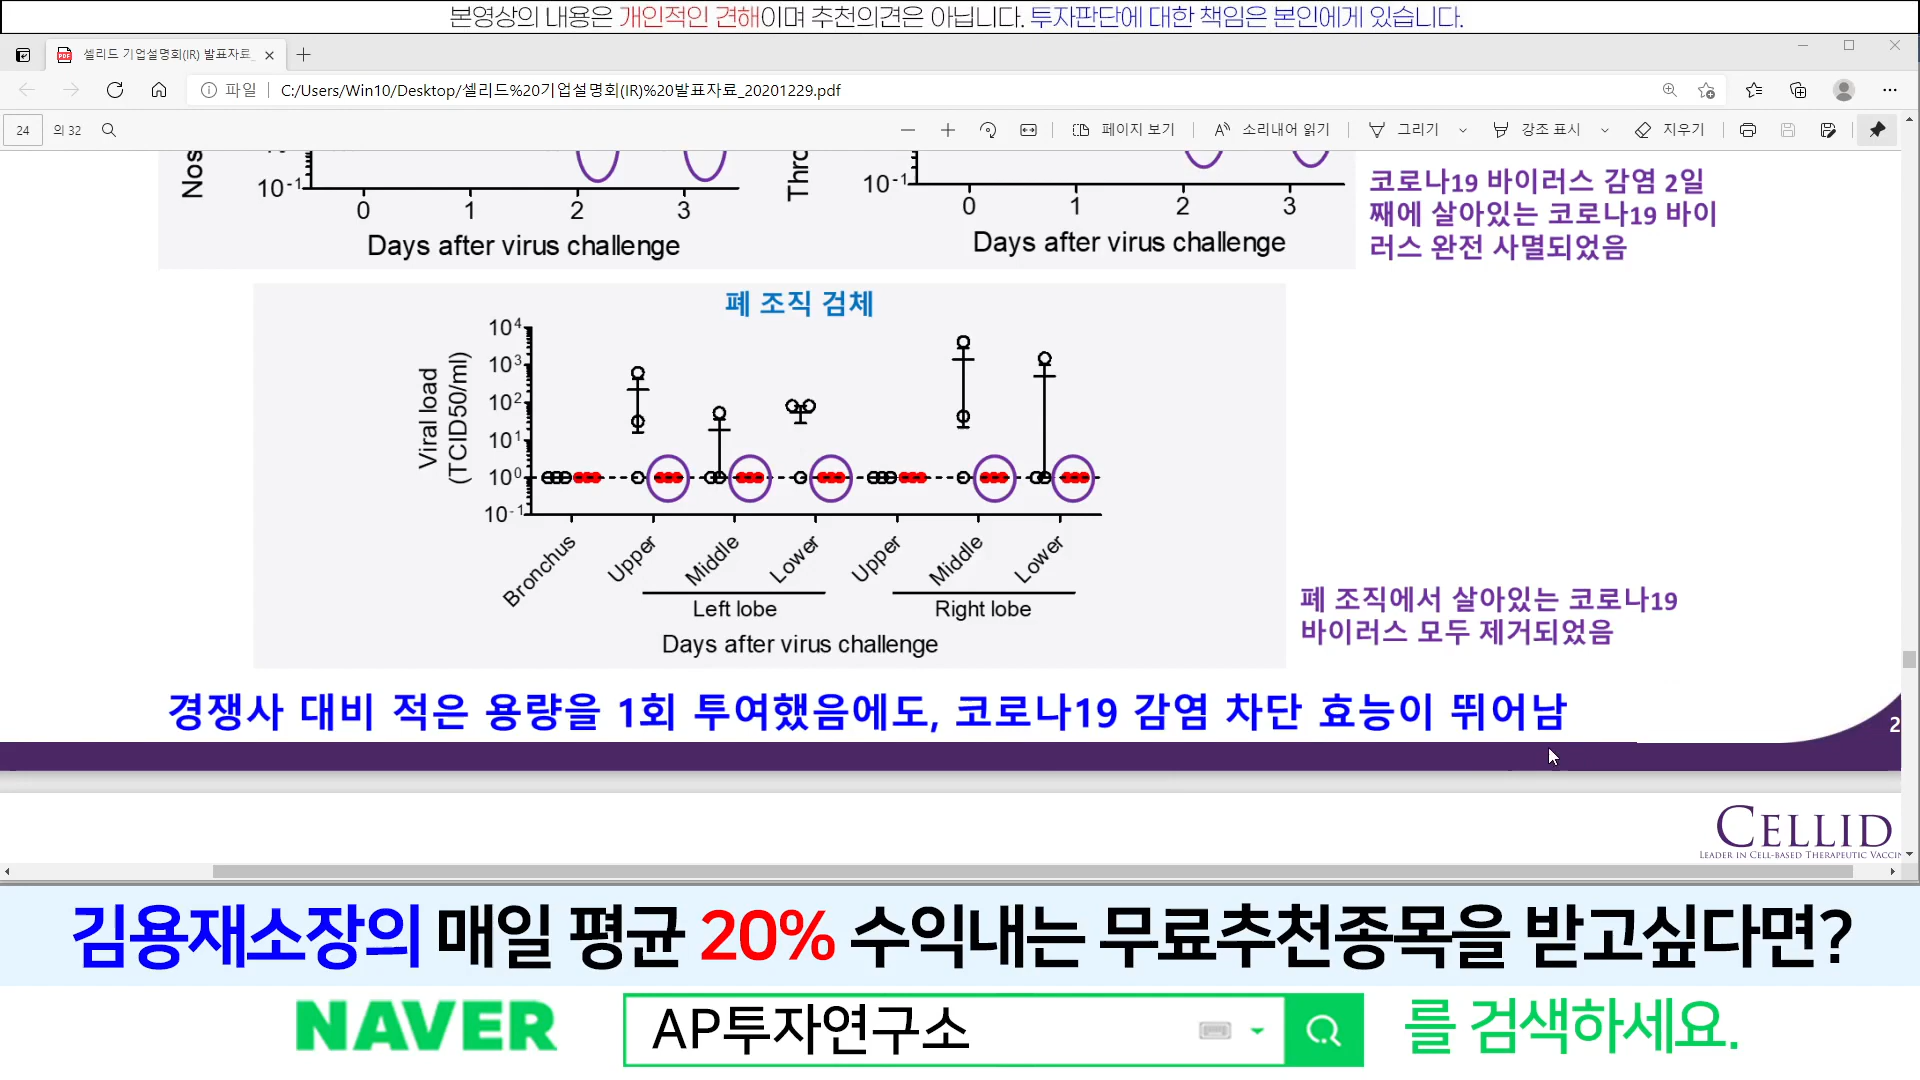 본영상의 내용은 개인적인 견해이며 추천의견은 아닙니다. 투자판단에 대한 책임은 본인에게 있습니다.
셀리드 기업설명회(IR) 발표자료_
파일 C:/Users/Win10/Desktop/셀리드%20기업설명회(IR)%20발표자료_20201229.pdf
24 의 32 페이지 보기 소리내어 읽기 그리기 강조 표시 지우기
Nos
10-1
0 1 2 3
Days after virus challenge
Thro
10-1
0 1 2 3
Days after virus challenge
코로나19 바이러스 감염 2일
째에 살아있는 코로나19 바이
러스 완전 사멸되었음
폐 조직 검체
Viral load
(TCID50/ml)
10⁴
10³
10²
10¹
10⁰
10-1
Bronchus Upper Middle Lower Upper Middle Lower
Left lobe Right lobe
Days after virus challenge
폐 조직에서 살아있는 코로나19
바이러스 모두 제거되었음
경쟁사 대비 적은 용량을 1회 투여했음에도, 코로나19 감염 차단 효능이 뛰어남
CELLID
LEADER IN CELL-BASED THERAPEUTIC VACCIN
김용재소장의 매일 평균 20% 수익내는 무료추천종목을 받고싶다면?
NAVER AP투자연구소 를 검색하세요.